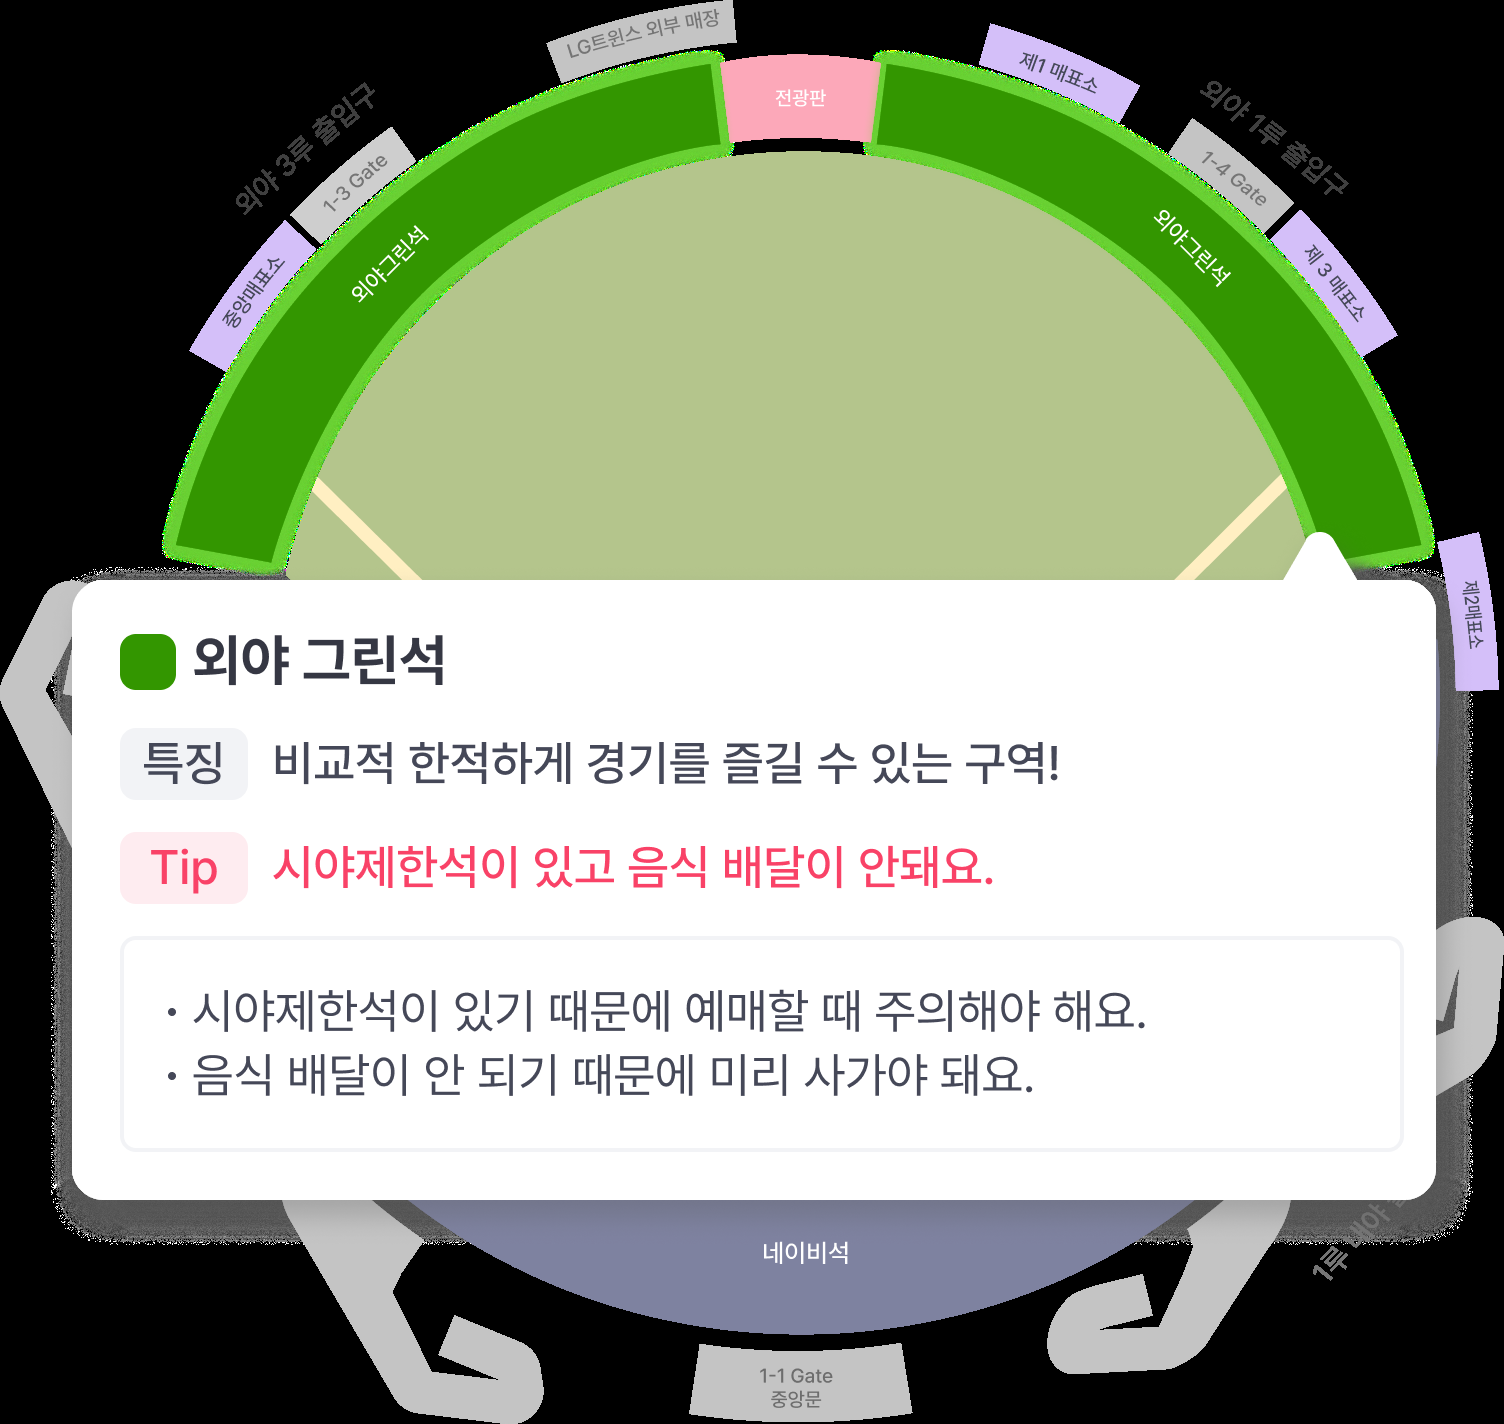 LG트윈스 외부 매장
전광판
제1 매표소
외야 3루 출입구
1-3 Gate
외야 1루 출입구
1-4 Gate
중앙매표소
외야그린석
외야그린석
제 3 매표소
제2매표소
외야 그린석
특징 비교적 한적하게 경기를 즐길 수 있는 구역!
Tip 시야제한석이 있고 음식 배달이 안돼요.
· 시야제한석이 있기 때문에 예매할 때 주의해야 해요.
· 음식 배달이 안 되기 때문에 미리 사가야 돼요.
네이비석
1루 내야
1-1 Gate
중앙문